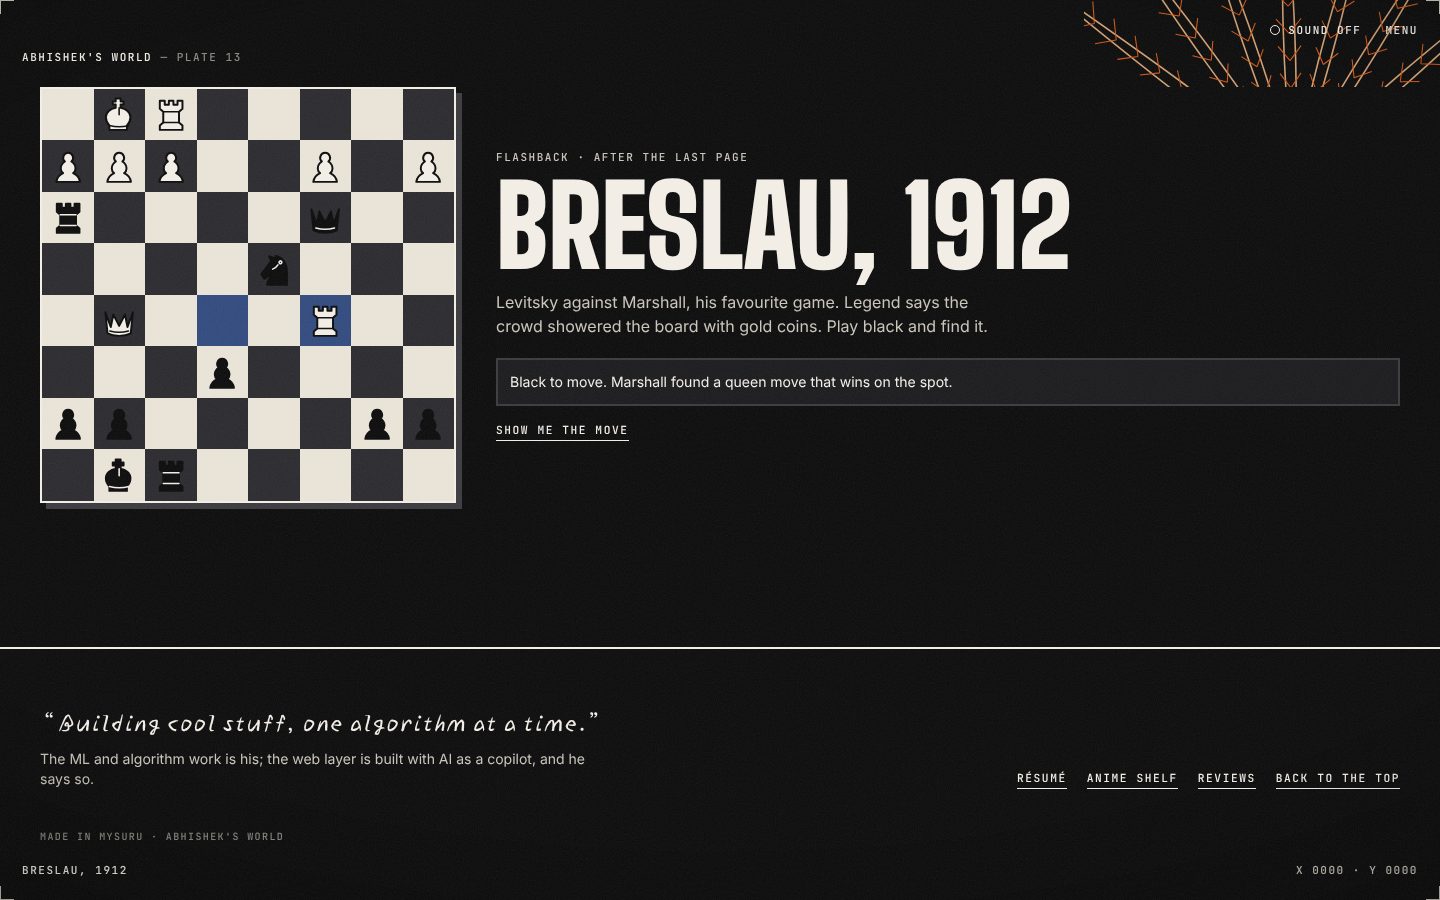 SOUND OFF MENU
ABHISHEK'S WORLD — PLATE 13
FLASHBACK · AFTER THE LAST PAGE
BRESLAU, 1912
Levitsky against Marshall, his favourite game. Legend says the
crowd showered the board with gold coins. Play black and find it.
Black to move. Marshall found a queen move that wins on the spot.
SHOW ME THE MOVE
“Building cool stuff, one algorithm at a time.”
The ML and algorithm work is his; the web layer is built with AI as a copilot, and he
says so.
RÉSUMÉ ANIME SHELF REVIEWS BACK TO THE TOP
MADE IN MYSURU · ABHISHEK'S WORLD
BRESLAU, 1912
X 0000 · Y 0000